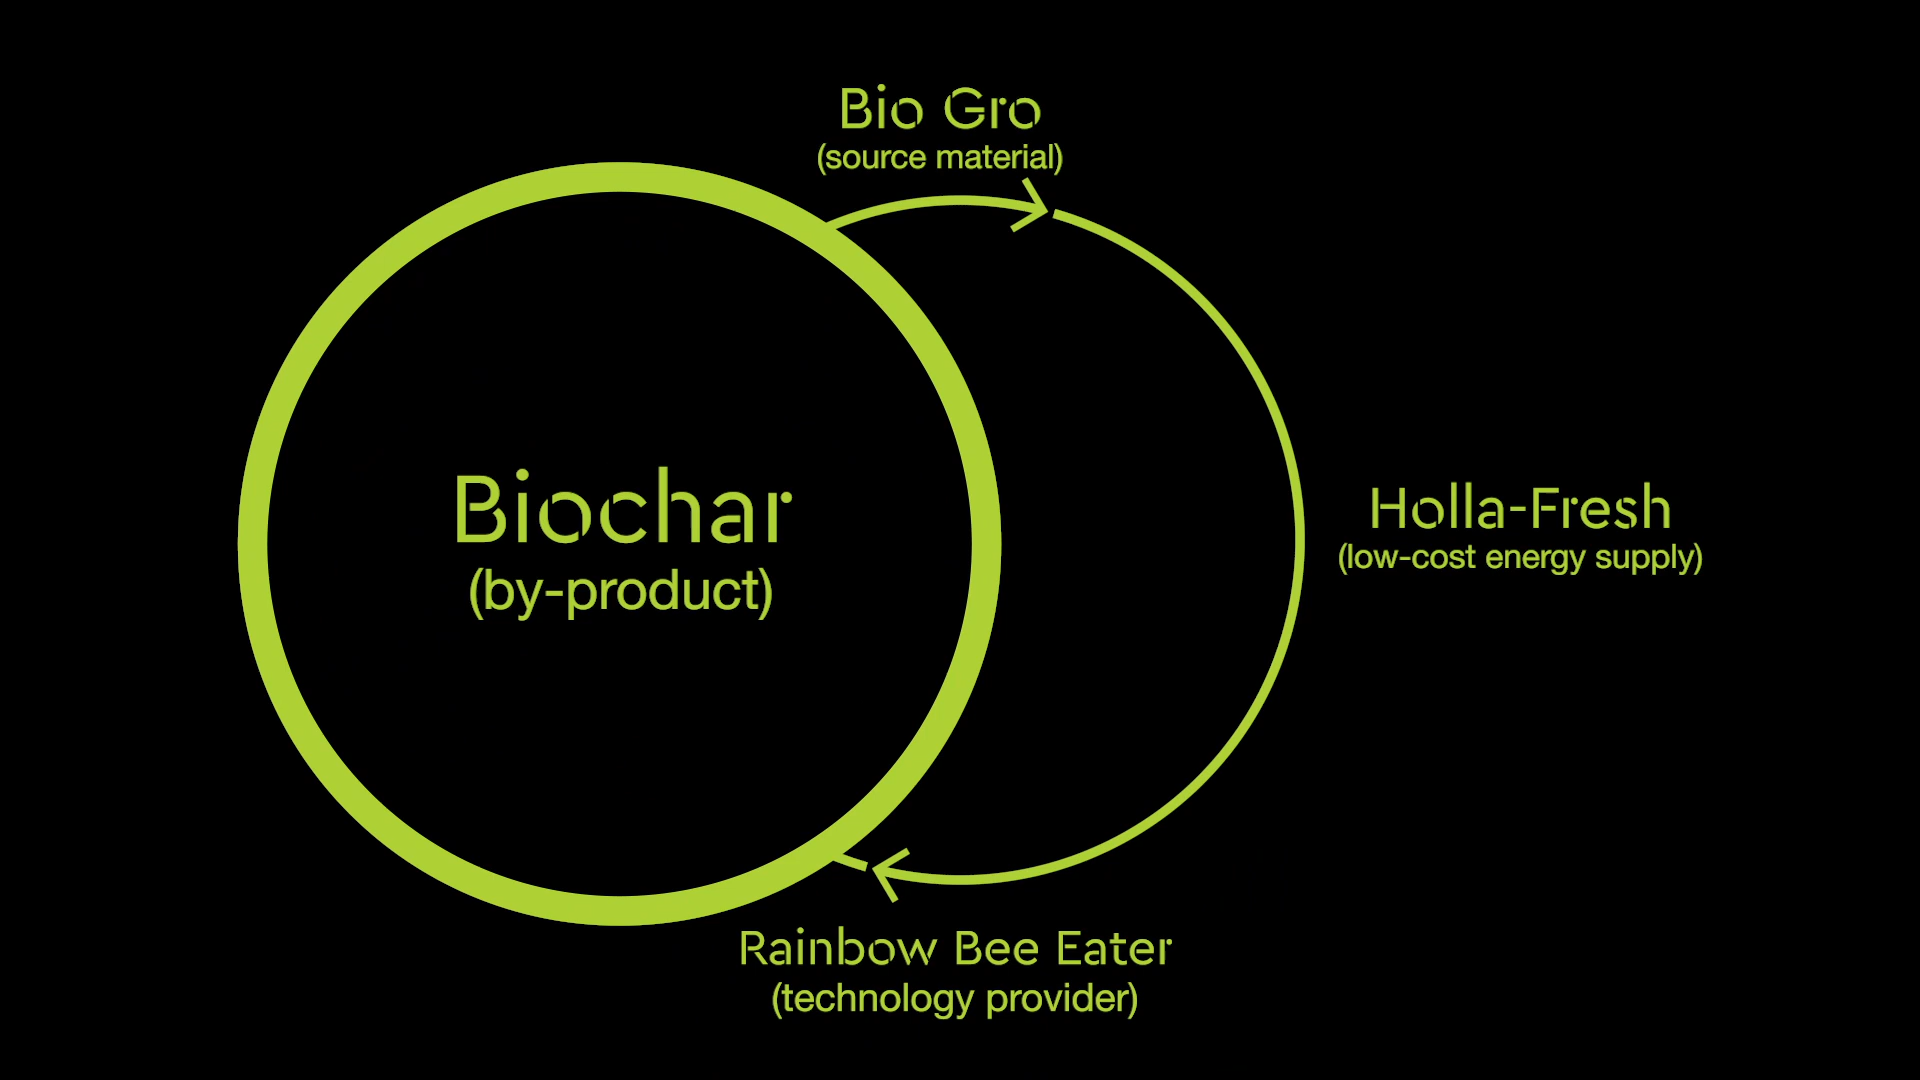 Bio Gro
(source material)
Biochar
(by-product)
Holla-Fresh
(low-cost energy supply)
Rainbow Bee Eater
(technology provider)